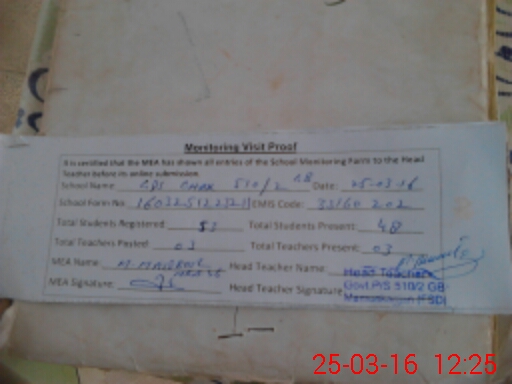 Monitoring Visit Proof
It is certified that the MEA has shown all entries of the School Monitoring Form to the Head
Teacher before its online submission.
School Name GPS CHAK 510/2 GB Date: 25-03-16
School Form No EMIS Code: 33160202
Total Students Registered 53 Total Students Present: 48
Total Teachers Posted 03 Total Teachers Present: 03
MEA Name: Head Teacher Name
MEA Signature: Head Teacher Signature
Head Teacher
Govt.P/S 510/2 GB
(FSD)
25-03-16 12:25